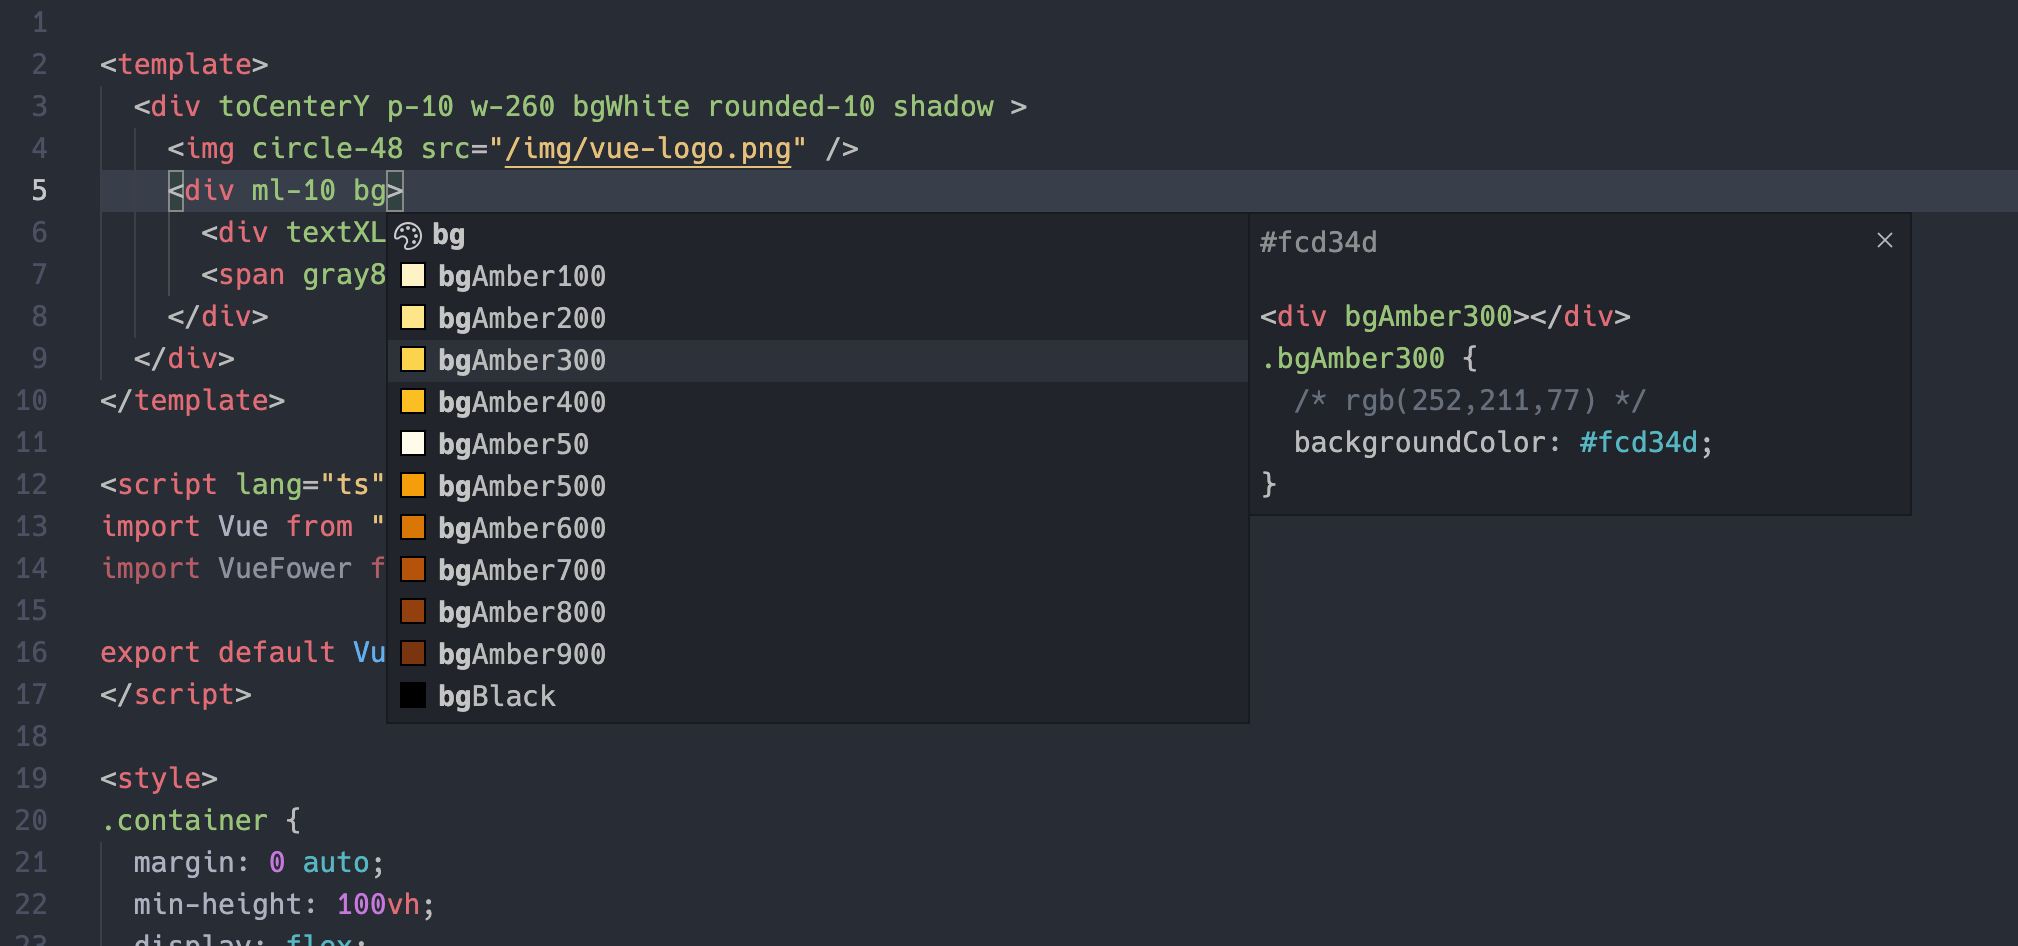 1
2 <template>
3 <div toCenterY p-10 w-260 bgWhite rounded-10 shadow >
4 <img circle-48 src="/img/vue-logo.png" />
5 <div ml-10 bg>
6 <div textXL
7 <span gray8
8 </div>
9 </div>
10 </template>
11
12 <script lang="ts"
13 import Vue from "
14 import VueFower f
15
16 export default Vu
17 </script>
18
19 <style>
20 .container {
21 margin: 0 auto;
22 min-height: 100vh;
23 display: flex;
bg
bgAmber100
bgAmber200
bgAmber300
bgAmber400
bgAmber50
bgAmber500
bgAmber600
bgAmber700
bgAmber800
bgAmber900
bgBlack
#fcd34d
<div bgAmber300></div>
.bgAmber300 {
/* rgb(252,211,77) */
backgroundColor: #fcd34d;
}